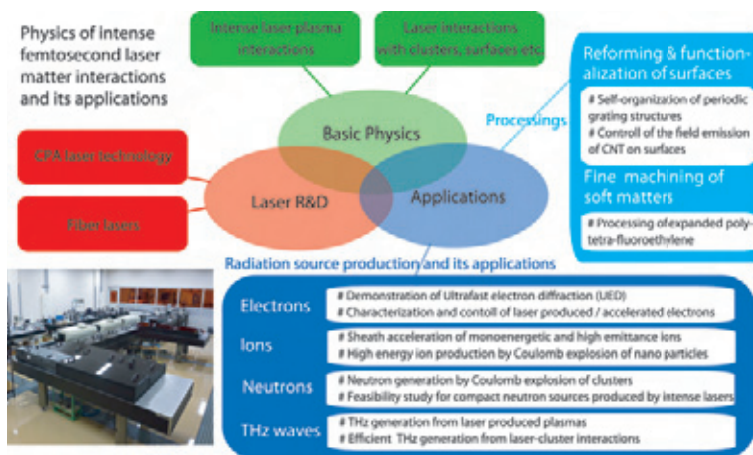 Physics of intense
femtosecond laser
matter interactions
and its applications
Intense laser plasma
interactions
Laser interactions
with clusters, surfaces etc.
CPA laser technology
Fiber lasers
Basic Physics
Laser R&D
Applications
Processings
Reforming & function-
alization of surfaces
# Self-organization of periodic
grating structures
# Controll of the field emission
of CNT on surfaces
Fine machining of
soft matters
# Processing of expanded poly-
tetra-fluoroethylene
Radiation source production and its applications
Electrons
# Demonstration of Ultrafast electron diffraction (UED)
# Characterization and contoll of laser produced / accelerated electrons
Ions
# Sheath acceleration of monoenergetic and high emittance ions
# High energy ion production by Coulomb explosion of nano particles
Neutrons
# Neutron generation by Coulomb explosion of clusters
# Feasibility study for compact neutron sources produced by intense lasers
THz waves
# THz generation from laser produced plasmas
# Efficient THz generation from laser-cluster interactions